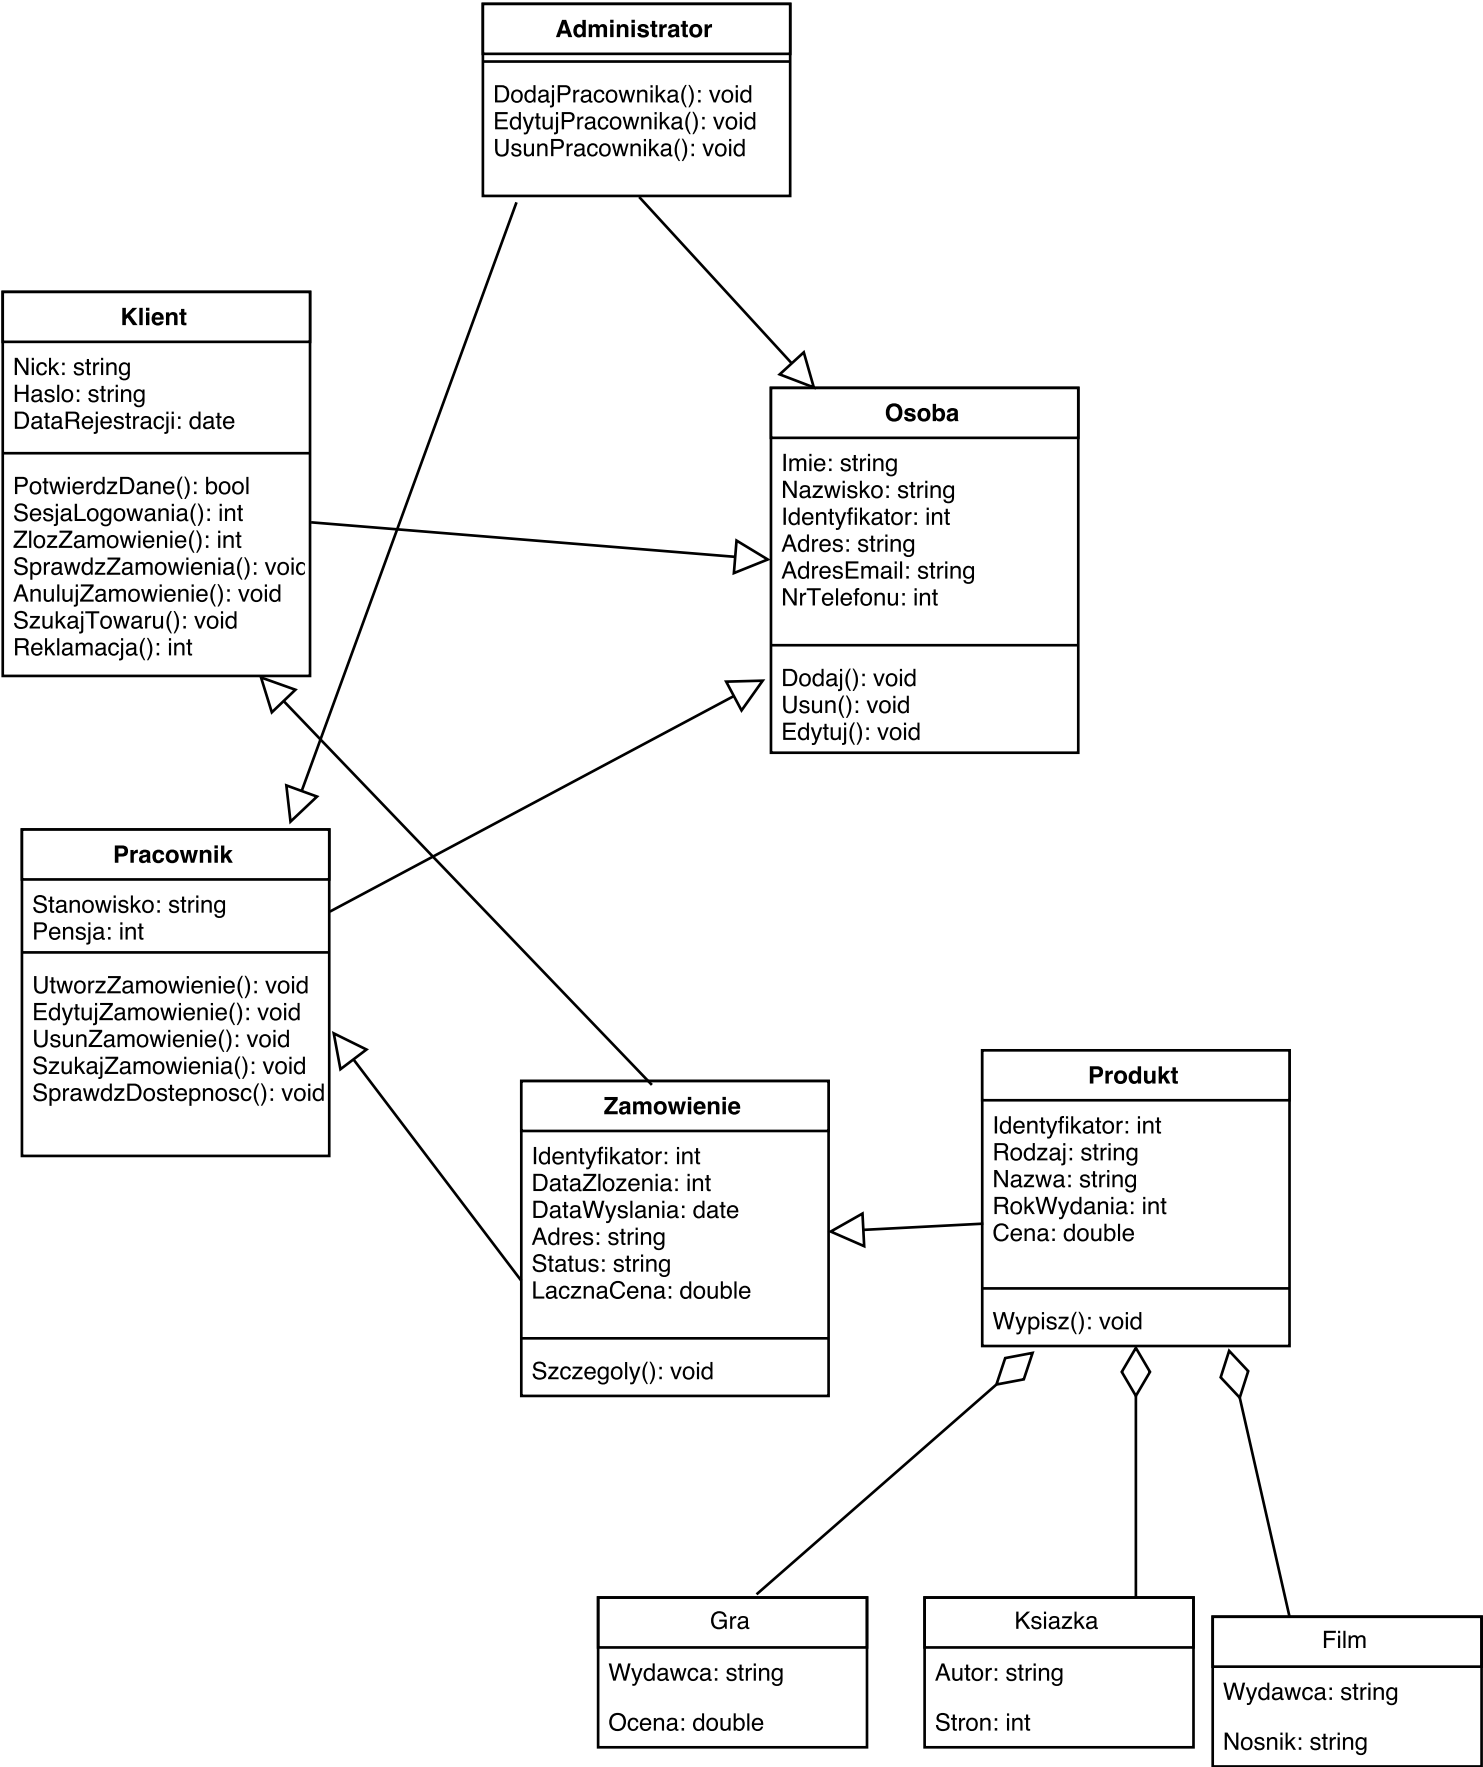 Administrator
DodajPracownika(): void
EdytujPracownika(): void
UsunPracownika(): void
Klient
Nick: string
Haslo: string
DataRejestracji: date
PotwierdzDane(): bool
SesjaLogowania(): int
ZlozZamowienie(): int
SprawdzZamowienia(): void
AnulujZamowienie(): void
SzukajTowaru(): void
Reklamacja(): int
Osoba
Imie: string
Nazwisko: string
Identyfikator: int
Adres: string
AdresEmail: string
NrTelefonu: int
Dodaj(): void
Usun(): void
Edytuj(): void
Pracownik
Stanowisko: string
Pensja: int
UtworzZamowienie(): void
EdytujZamowienie(): void
UsunZamowienie(): void
SzukajZamowienia(): void
SprawdzDostepnosc(): void
Zamowienie
Identyfikator: int
DataZlozenia: int
DataWyslania: date
Adres: string
Status: string
LacznaCena: double
Szczegoly(): void
Produkt
Identyfikator: int
Rodzaj: string
Nazwa: string
RokWydania: int
Cena: double
Wypisz(): void
Gra
Wydawca: string
Ocena: double
Ksiazka
Autor: string
Stron: int
Film
Wydawca: string
Nosnik: string